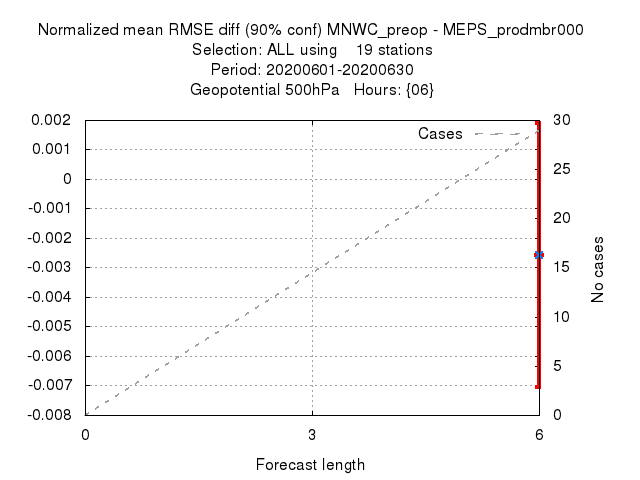 Normalized mean RMSE diff (90% conf) MNWC_preop - MEPS_prodmbr000
Selection: ALL using    19 stations
Period: 20200601-20200630
Geopotential 500hPa   Hours: {06}
0.002
0.001
0
-0.001
-0.002
-0.003
-0.004
-0.005
-0.006
-0.007
-0.008
Cases
30
25
20
15
10
5
0
No cases
0 3 6
Forecast length